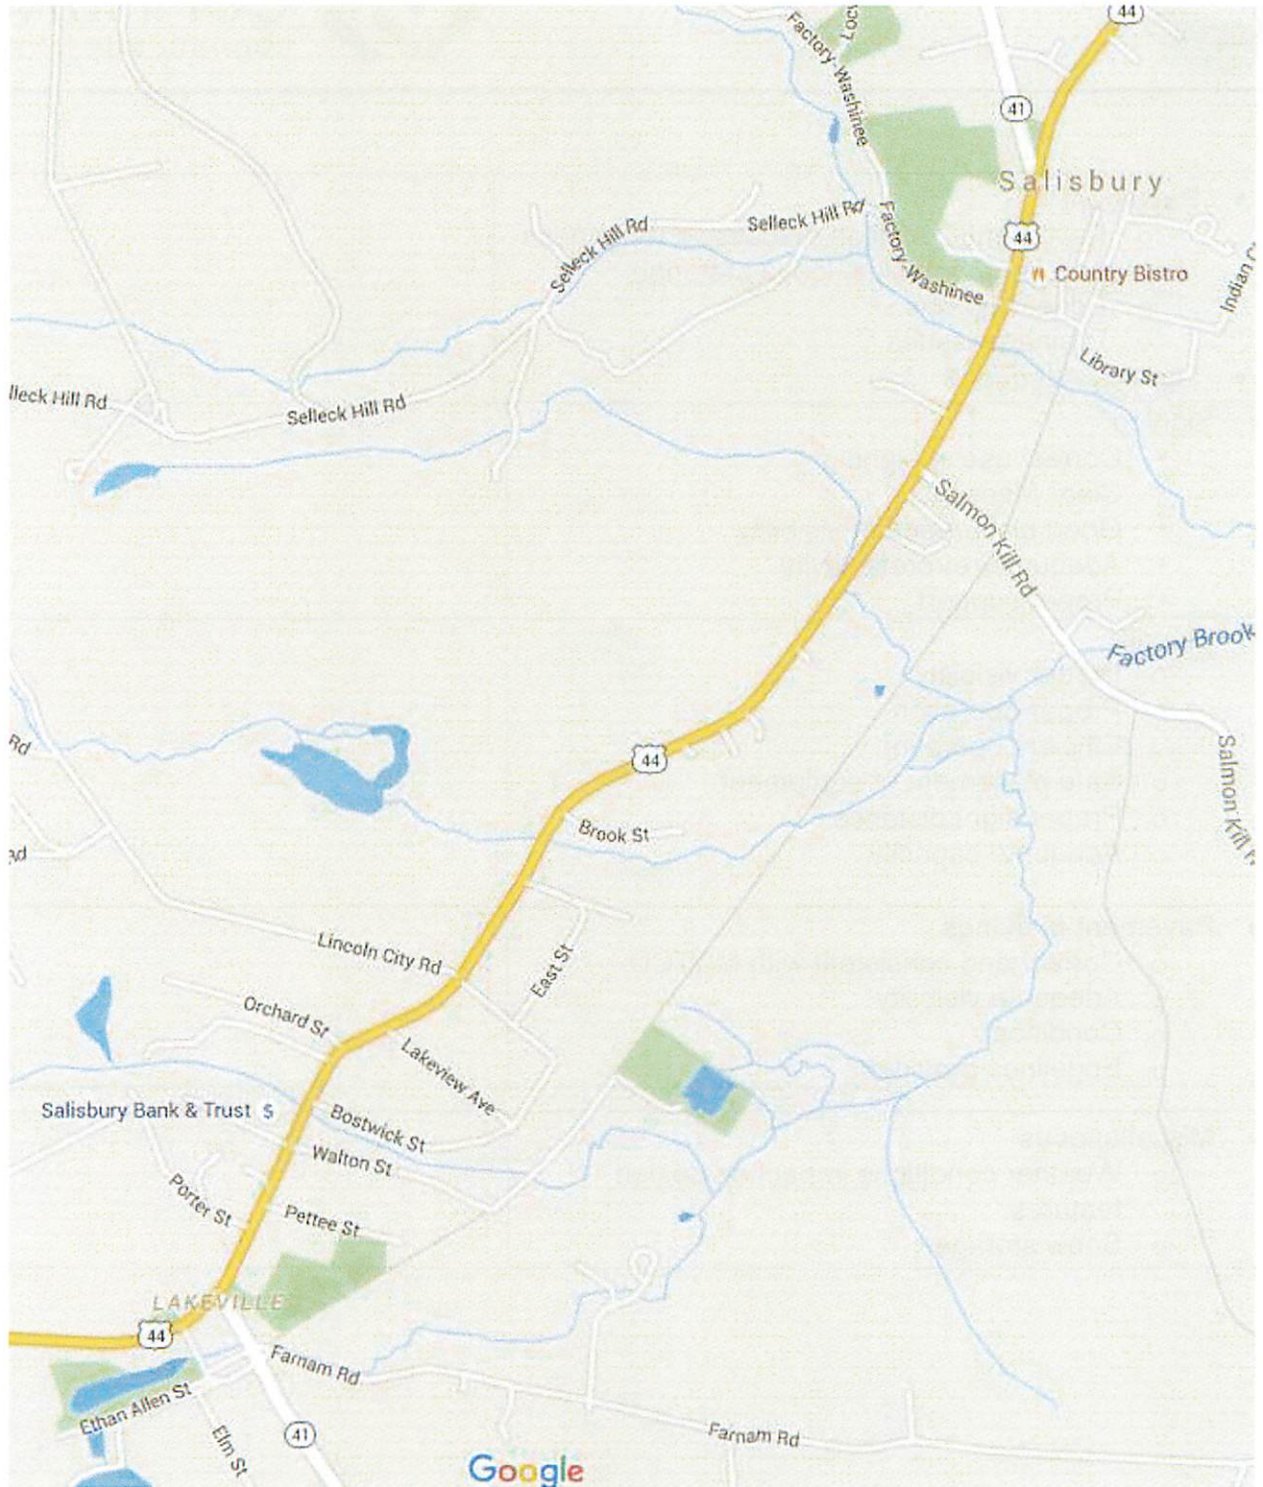 44
Factory-Washinee
41
Salisbury
Selleck Hill Rd
Selleck Hill Rd
Factory-Washinee
44
Country Bistro
Library St
lleck Hill Rd
Selleck Hill Rd
Salmon Kill Rd
Factory Brook
Rd
44
Salmon Kill
Brook St
Lincoln City Rd
East St
Orchard St
Lakeview Ave
Salisbury Bank & Trust $
Bostwick St
Walton St
Porter St
Pettee St
LAKEVILLE
44
Farnam Rd
Ethan Allen St
Elm St
41
Farnam Rd
Google